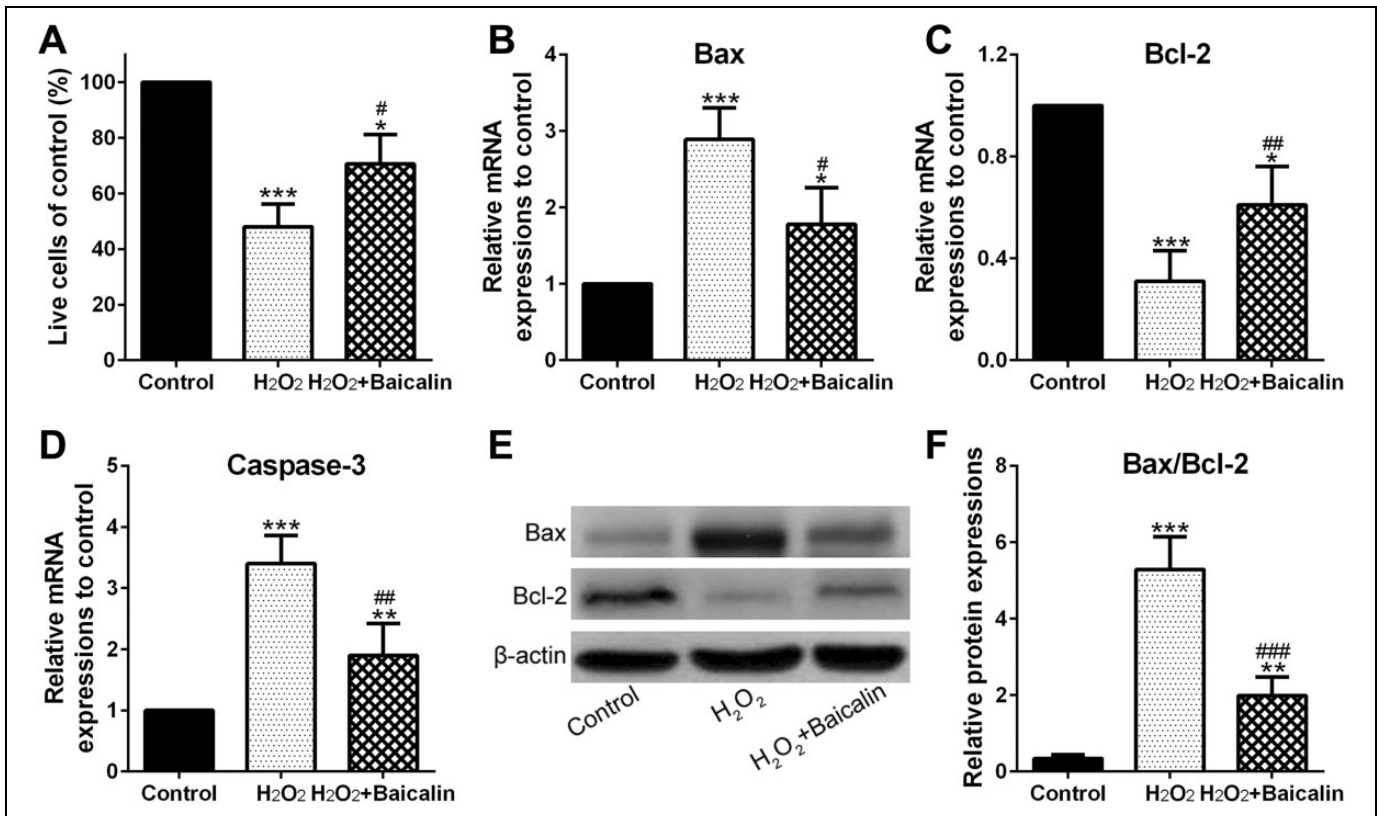 A
Live cells of control (%)
100
80
60
40
20
0
***
#
*
Control
H2O2
H2O2+Baicalin
B
Bax
Relative mRNA
expressions to control
4
3
2
1
0
***
#
*
Control
H2O2
H2O2+Baicalin
C
Bcl-2
Relative mRNA
expressions to control
1.2
0.8
0.4
0.0
***
##
*
Control
H2O2
H2O2+Baicalin
D
Caspase-3
Relative mRNA
expressions to control
5
4
3
2
1
0
***
##
**
Control
H2O2
H2O2+Baicalin
E
Bax
Bcl-2
β-actin
Control
H2O2
H2O2+Baicalin
F
Bax/Bcl-2
Relative protein expressions
8
6
4
2
0
***
###
**
Control
H2O2
H2O2+Baicalin